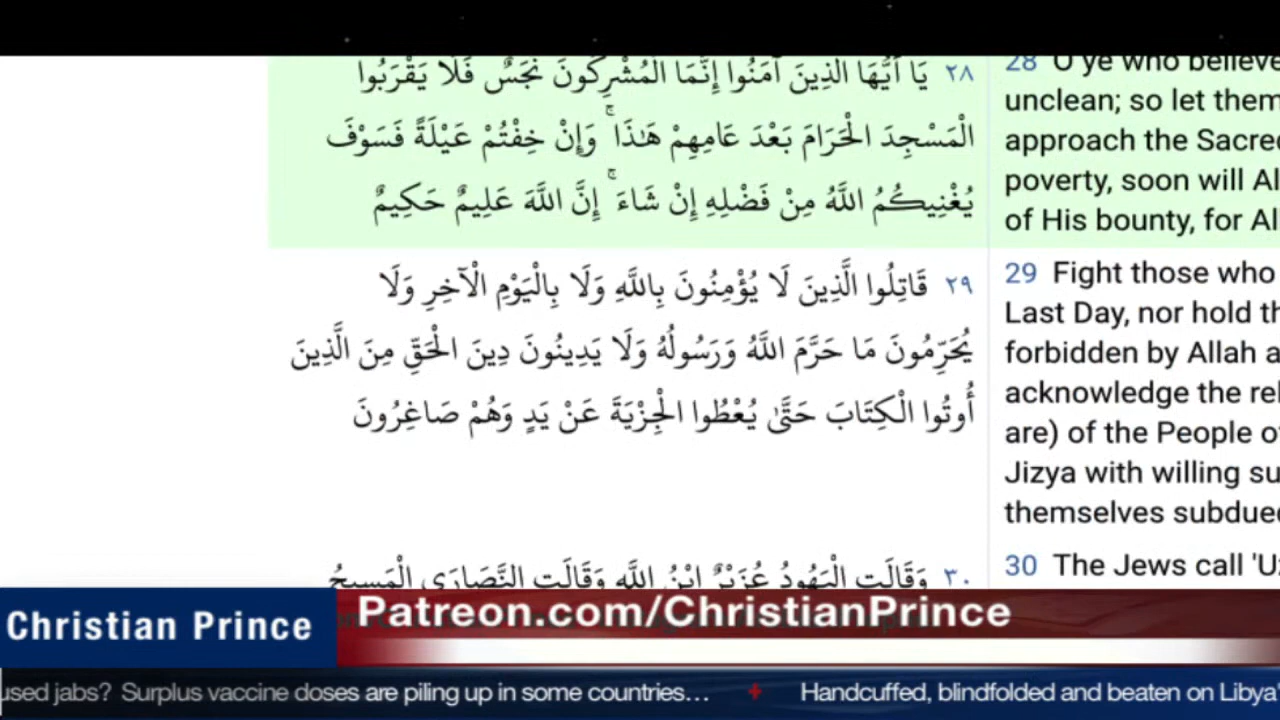 ٢٨ يَا أَيُّهَا الَّذِينَ آمَنُوا إِنَّمَا الْمُشْرِكُونَ نَجَسٌ فَلَا يَقْرَبُوا
الْمَسْجِدَ الْحَرَامَ بَعْدَ عَامِهِمْ هَٰذَا ۚ وَإِنْ خِفْتُمْ عَيْلَةً فَسَوْفَ
يُغْنِيكُمُ اللَّهُ مِنْ فَضْلِهِ إِنْ شَاءَ ۚ إِنَّ اللَّهَ عَلِيمٌ حَكِيمٌ
28 O ye who believe
unclean; so let them
approach the Sacred
poverty, soon will Al
of His bounty, for Al
٢٩ قَاتِلُوا الَّذِينَ لَا يُؤْمِنُونَ بِاللَّهِ وَلَا بِالْيَوْمِ الْآخِرِ وَلَا
يُحَرِّمُونَ مَا حَرَّمَ اللَّهُ وَرَسُولُهُ وَلَا يَدِينُونَ دِينَ الْحَقِّ مِنَ الَّذِينَ
أُوتُوا الْكِتَابَ حَتَّىٰ يُعْطُوا الْجِزْيَةَ عَنْ يَدٍ وَهُمْ صَاغِرُونَ
29 Fight those who
Last Day, nor hold th
forbidden by Allah a
acknowledge the rel
are) of the People of
Jizya with willing su
themselves subdued
٣٠ وَقَالَتِ الْيَهُودُ عُزَيْرٌ ابْنُ اللَّهِ وَقَالَتِ النَّصَارَى الْمَسِيحُ
30 The Jews call 'Uz
Christian Prince
Patreon.com/ChristianPrince
used jabs? Surplus vaccine doses are piling up in some countries... Handcuffed, blindfolded and beaten on Libya'